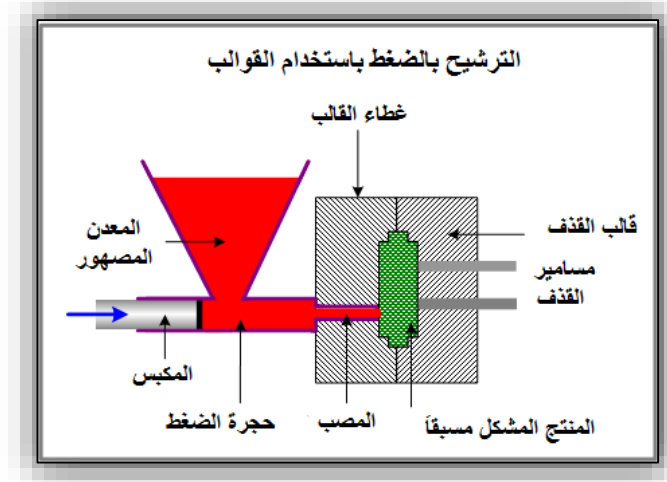 الترشيح بالضغط باستخدام القوالب
غطاء القالب
قالب القذف
المعدن
المصهور
مسامير
القذف
المكبس
حجرة الضغط
المصب
المنتج المشكل مسبقاً